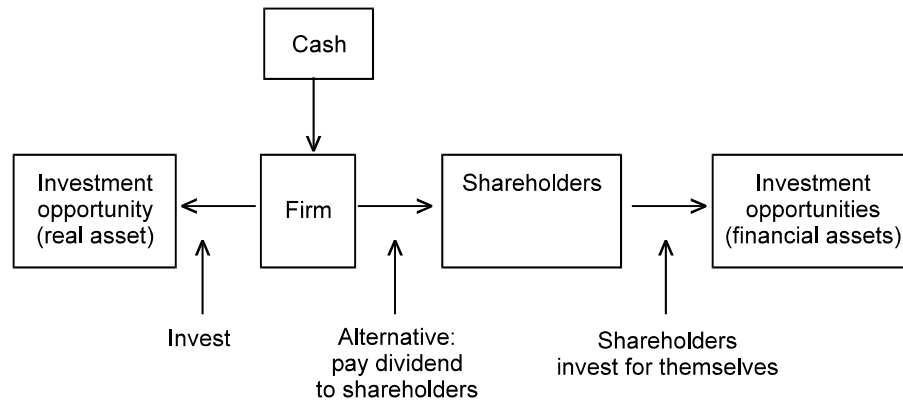 Cash
Investment
opportunity
(real asset)
Firm
Shareholders
Investment
opportunities
(financial assets)
Invest
Alternative:
pay dividend
to shareholders
Shareholders
invest for themselves